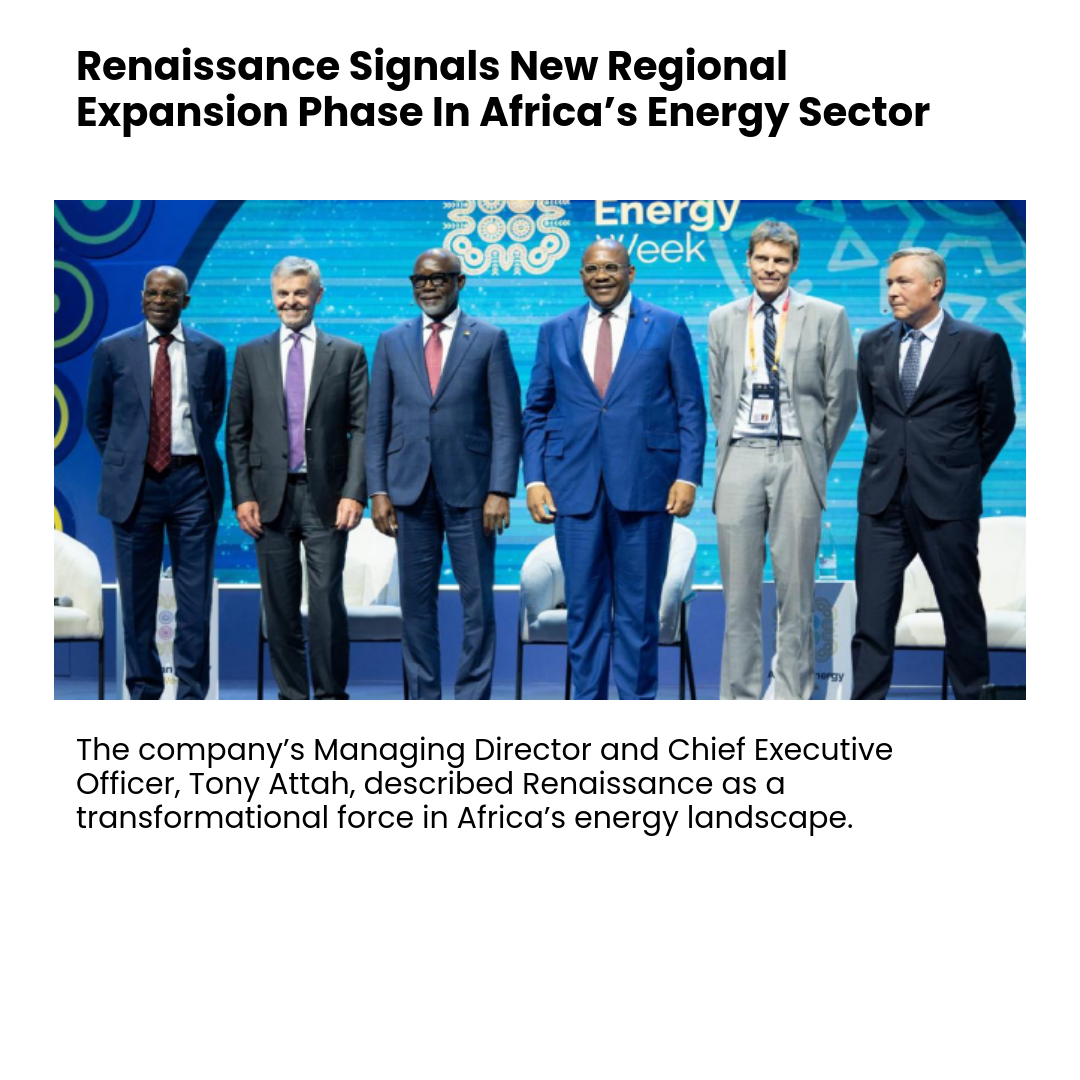 Renaissance Signals New Regional
Expansion Phase In Africa’s Energy Sector
Energy
Week
The company’s Managing Director and Chief Executive
Officer, Tony Attah, described Renaissance as a
transformational force in Africa’s energy landscape.